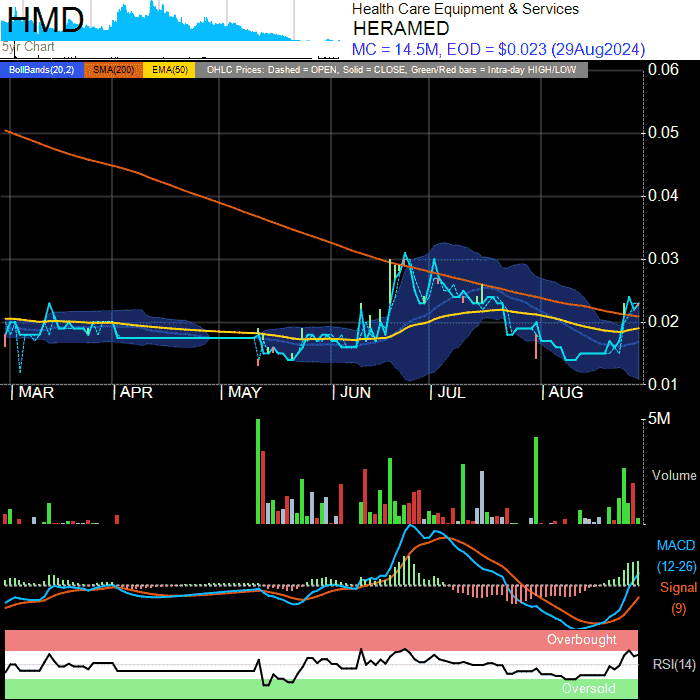 HMD
5yr Chart
Health Care Equipment & Services
HERAMED
MC = 14.5M, EOD = $0.023 (29Aug2024)
BollBands(20,2) SMA(200) EMA(50) OHLC Prices: Dashed = OPEN, Solid = CLOSE, Green/Red bars = Intra-day HIGH/LOW
0.06
0.05
0.04
0.03
0.02
0.01
MAR APR MAY JUN JUL AUG
5M
Volume
MACD
(12-26)
Signal
(9)
Overbought
RSI(14)
Oversold